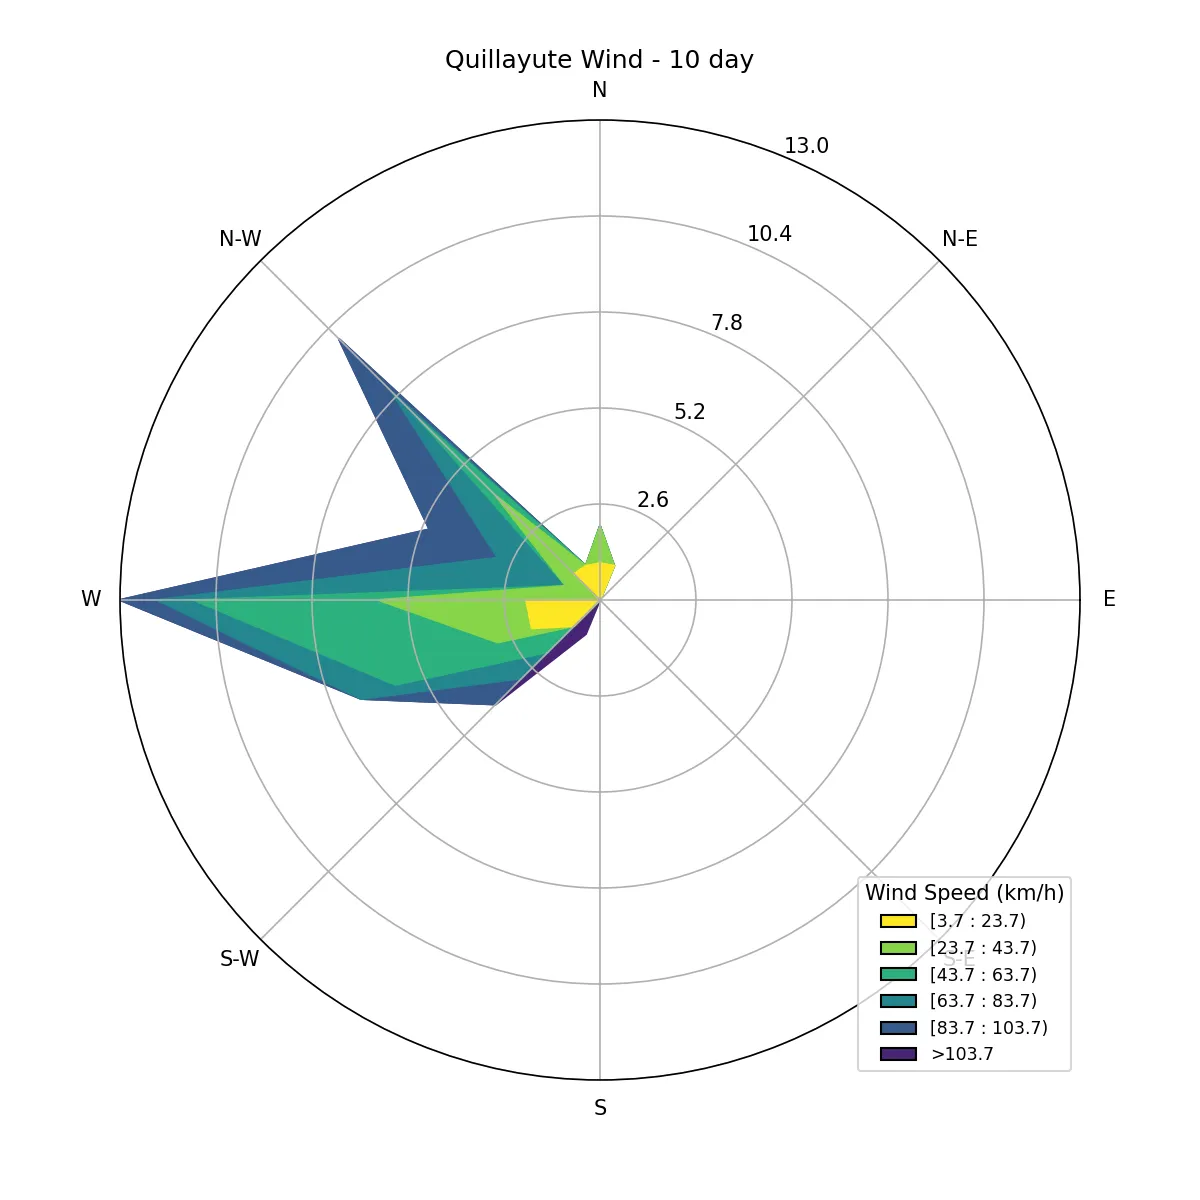 Quillayute Wind - 10 day
N
13.0
N-W
10.4
N-E
7.8
5.2
2.6
W
E
S-W
S-E
S
Wind Speed (km/h)
[3.7 : 23.7)
[23.7 : 43.7)
[43.7 : 63.7)
[63.7 : 83.7)
[83.7 : 103.7)
>103.7